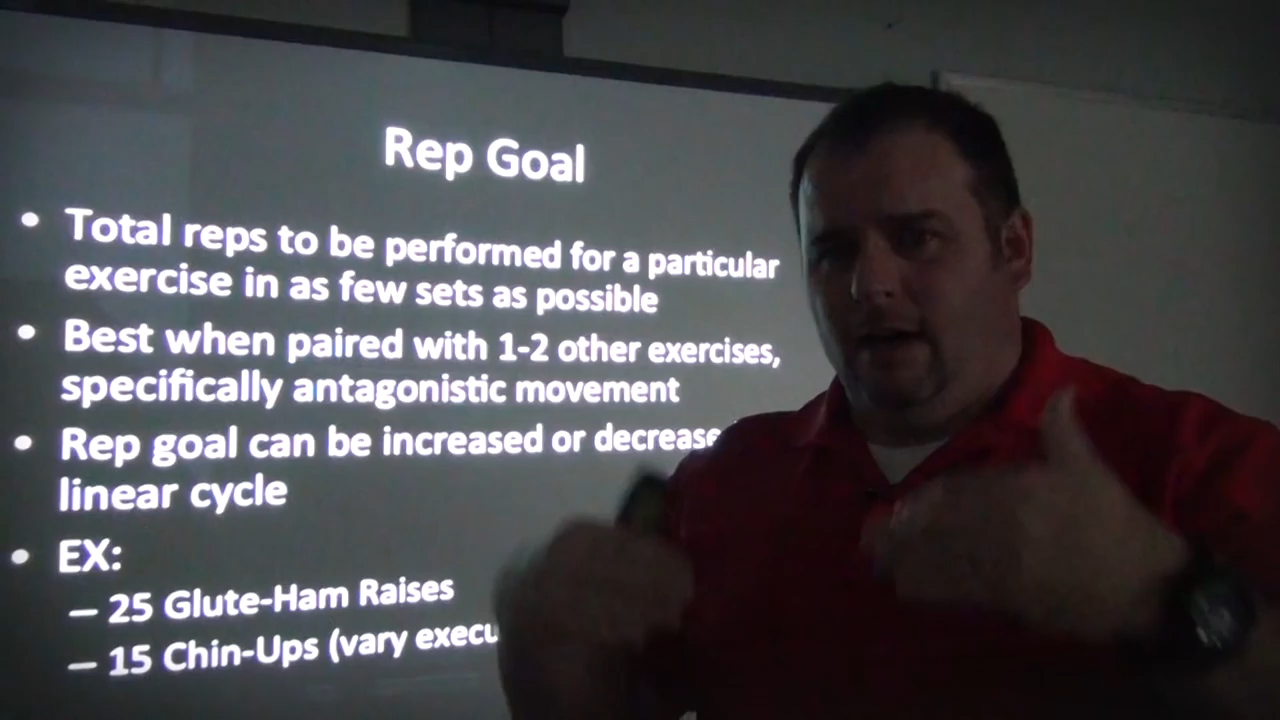 Rep Goal
• Total reps to be performed for a particular
exercise in as few sets as possible
• Best when paired with 1-2 other exercises,
specifically antagonistic movement
• Rep goal can be increased or
linear cycle
• EX:
– 25 Glute-Ham Raises
– 15 Chin-Ups (vary